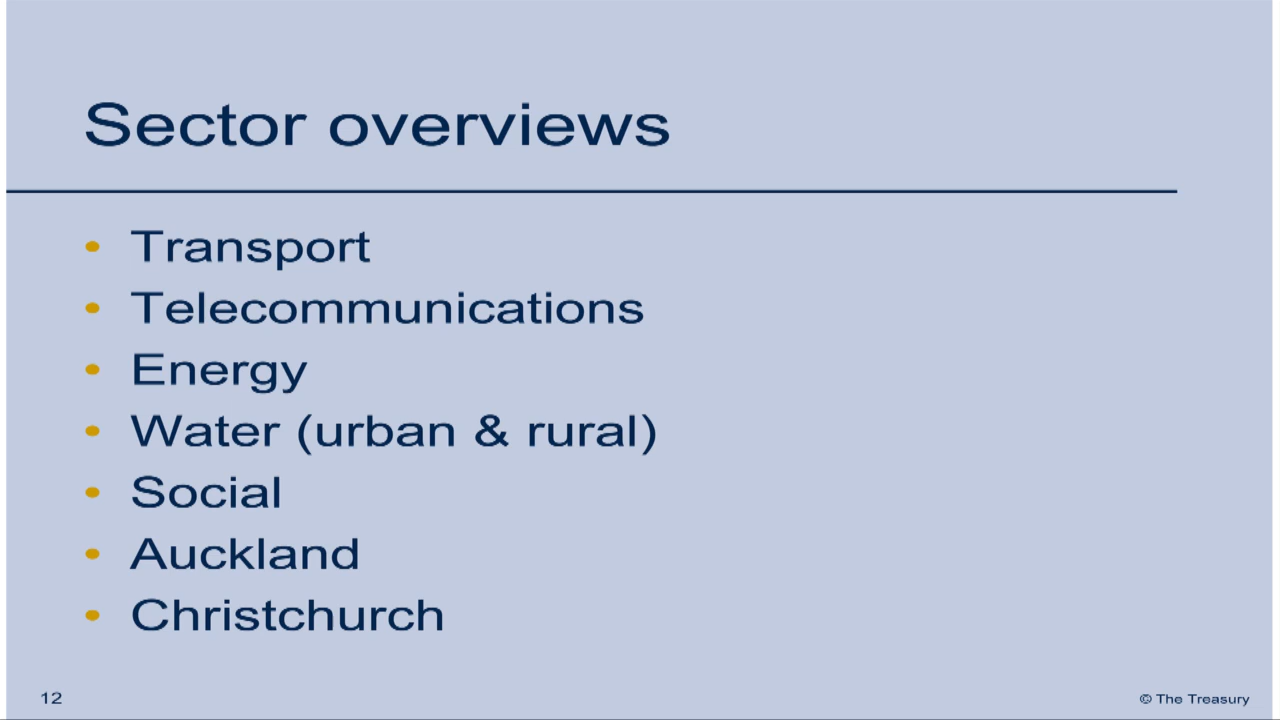 Sector overviews
• Transport
• Telecommunications
• Energy
• Water (urban & rural)
• Social
• Auckland
• Christchurch
12
© The Treasury